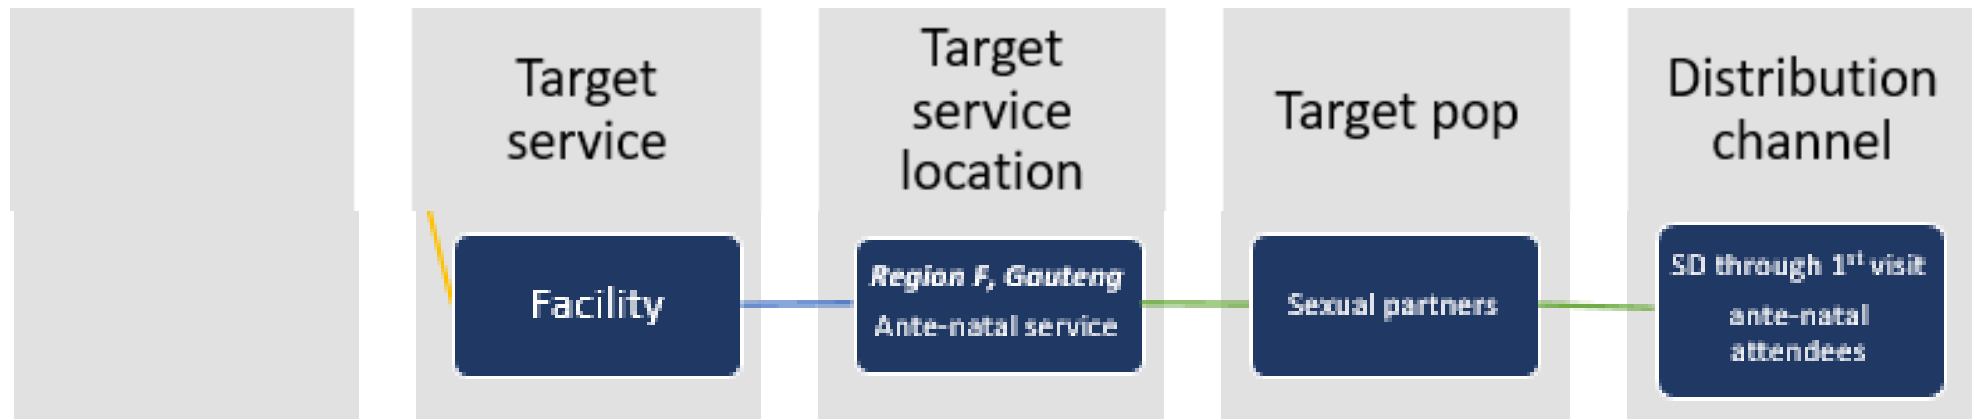 Target
service
Target
service
location
Target pop
Distribution
channel
Facility
Region F, Gauteng
Ante-natal service
Sexual partners
SD through 1st visit
ante-natal
attendees